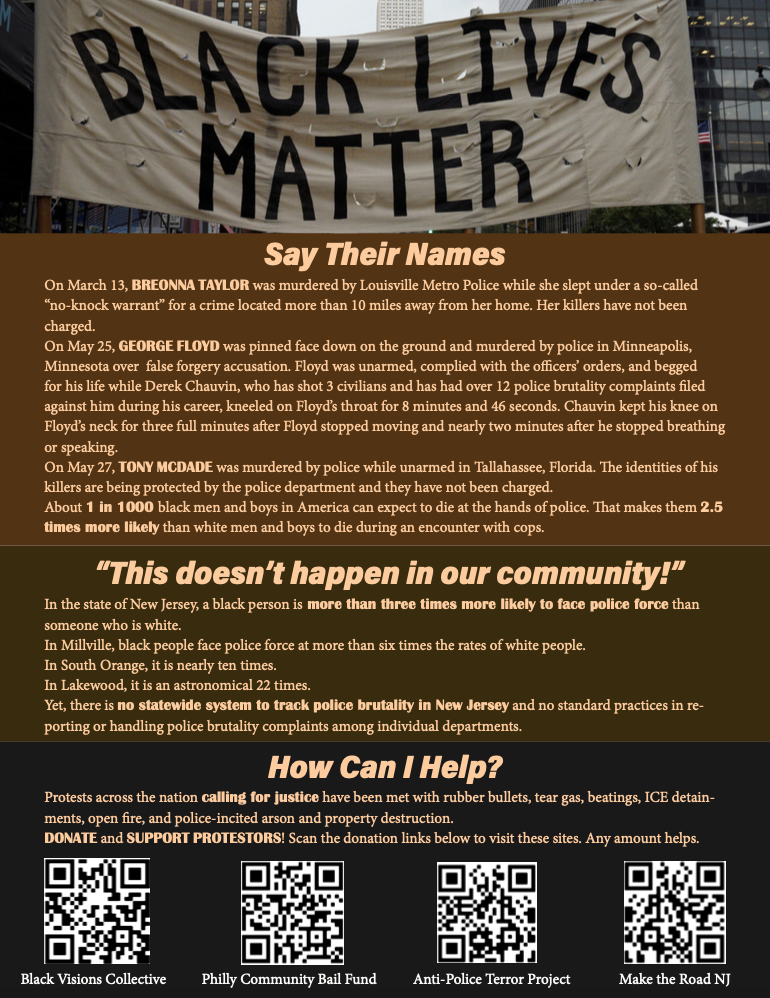 BLACK LIVES
MATTER
Say Their Names
On March 13, BREONNA TAYLOR was murdered by Louisville Metro Police while she slept under a so-called
“no-knock warrant” for a crime located more than 10 miles away from her home. Her killers have not been
charged.
On May 25, GEORGE FLOYD was pinned face down on the ground and murdered by police in Minneapolis,
Minnesota over  false forgery accusation. Floyd was unarmed, complied with the officers’ orders, and begged
for his life while Derek Chauvin, who has shot 3 civilians and has had over 12 police brutality complaints filed
against him during his career, kneeled on Floyd’s throat for 8 minutes and 46 seconds. Chauvin kept his knee on
Floyd’s neck for three full minutes after Floyd stopped moving and nearly two minutes after he stopped breathing
or speaking.
On May 27, TONY MCDADE was murdered by police while unarmed in Tallahassee, Florida. The identities of his
killers are being protected by the police department and they have not been charged.
About 1 in 1000 black men and boys in America can expect to die at the hands of police. That makes them 2.5
times more likely than white men and boys to die during an encounter with cops.
“This doesn’t happen in our community!”
In the state of New Jersey, a black person is more than three times more likely to face police force than
someone who is white.
In Millville, black people face police force at more than six times the rates of white people.
In South Orange, it is nearly ten times.
In Lakewood, it is an astronomical 22 times.
Yet, there is no statewide system to track police brutality in New Jersey and no standard practices in re-
porting or handling police brutality complaints among individual departments.
How Can I Help?
Protests across the nation calling for justice have been met with rubber bullets, tear gas, beatings, ICE detain-
ments, open fire, and police-incited arson and property destruction.
DONATE and SUPPORT PROTESTORS! Scan the donation links below to visit these sites. Any amount helps.
Black Visions Collective
Philly Community Bail Fund
Anti-Police Terror Project
Make the Road NJ